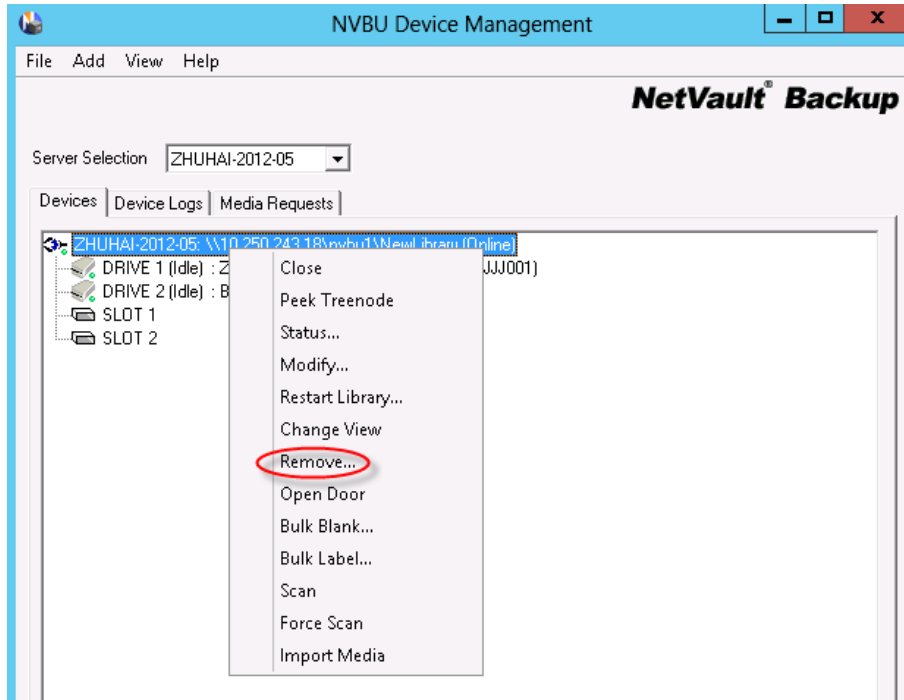 NVBU Device Management
File Add View Help
NetVault® Backup
Server Selection ZHUHAI-2012-05
Devices Device Logs Media Requests
ZHUHAI-2012-05: \\10.250.243.18\nvbu1\NewLibrary (Online)
DRIVE 1 (Idle) : Z JJJ001)
DRIVE 2 (Idle) : B
SLOT 1
SLOT 2
Close
Peek Treenode
Status...
Modify...
Restart Library...
Change View
Remove...
Open Door
Bulk Blank...
Bulk Label...
Scan
Force Scan
Import Media